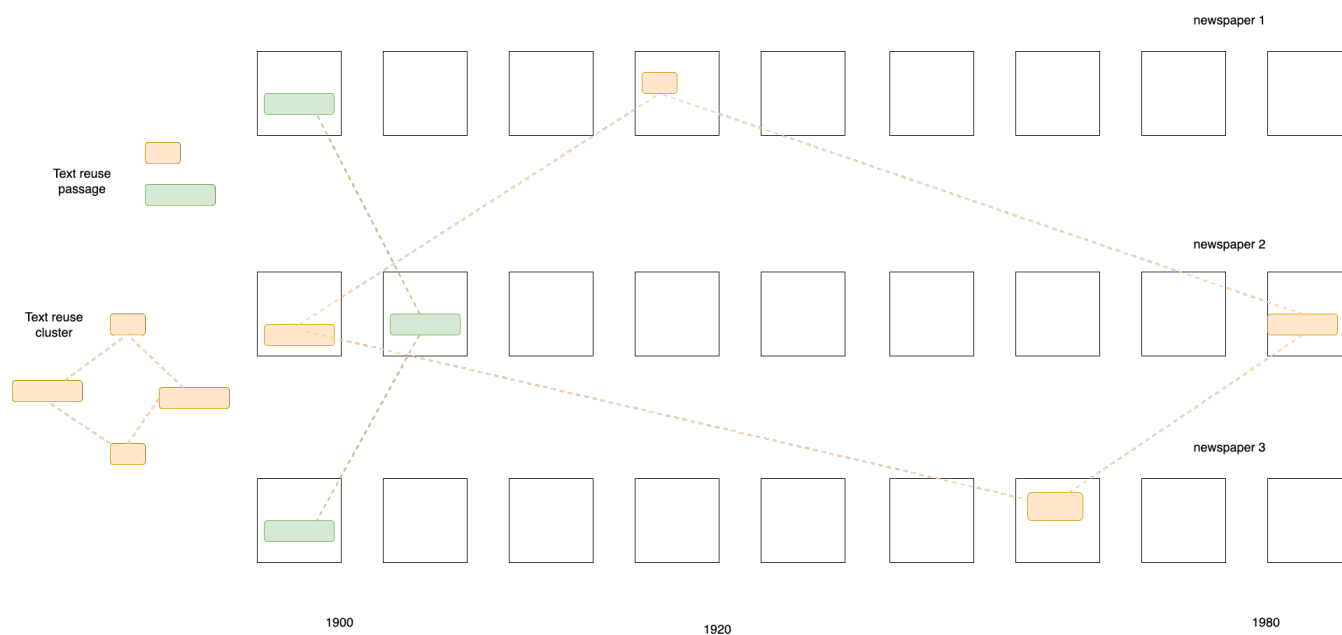 newspaper 1
Text reuse
passage
newspaper 2
Text reuse
cluster
newspaper 3
1900
1920
1980